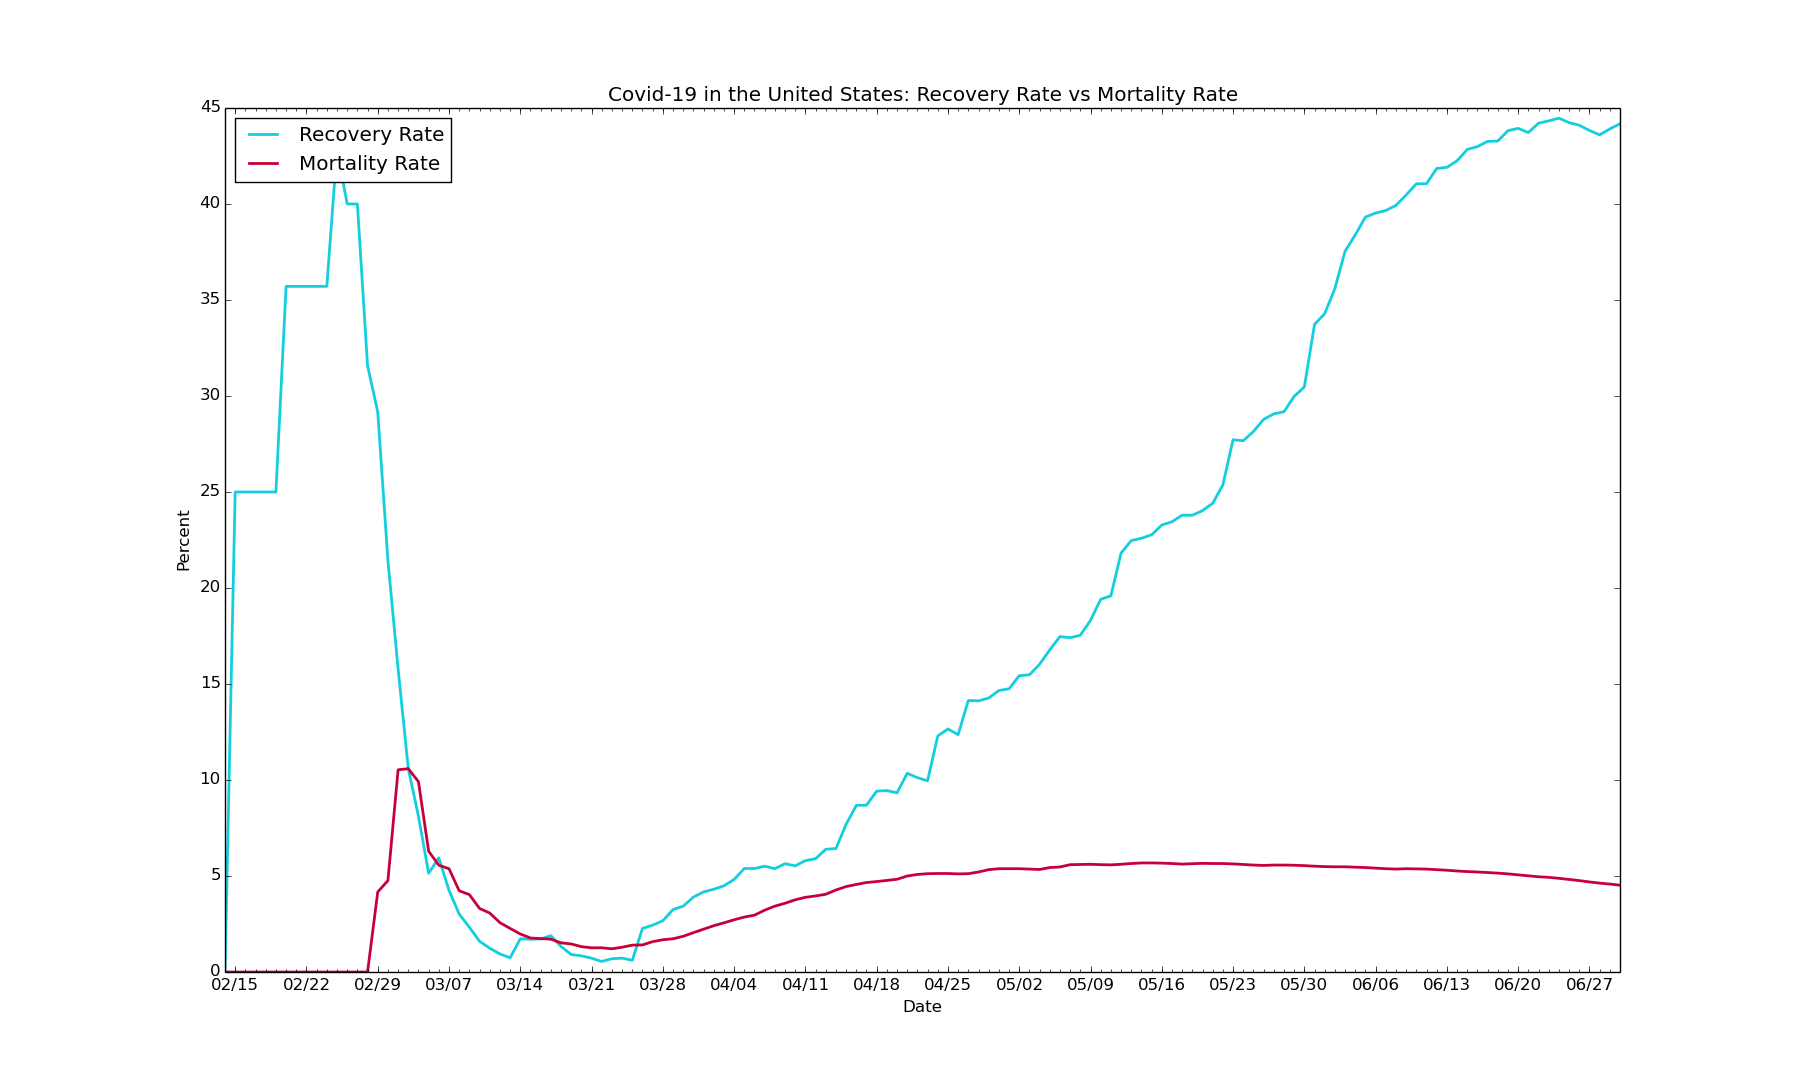 Covid-19 in the United States: Recovery Rate vs Mortality Rate
Recovery Rate
Mortality Rate
45
40
35
30
25
20
15
10
5
0
Percent
02/15 02/22 02/29 03/07 03/14 03/21 03/28 04/04 04/11 04/18 04/25 05/02 05/09 05/16 05/23 05/30 06/06 06/13 06/20 06/27
Date